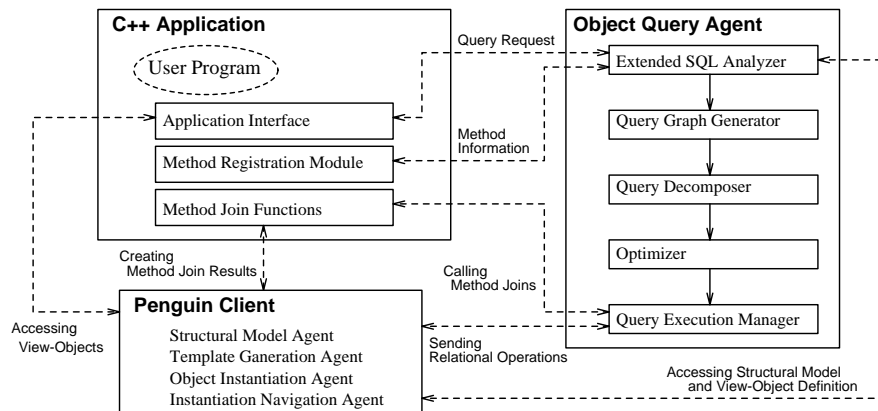 C++ Application
User Program
Application Interface
Method Registration Module
Method Join Functions
Query Request
Method
Information
Object Query Agent
Extended SQL Analyzer
Query Graph Generator
Query Decomposer
Optimizer
Query Execution Manager
Creating
Method Join Results
Calling
Method Joins
Accessing
View-Objects
Penguin Client
Structural Model Agent
Template Ganeration Agent
Object Instantiation Agent
Instantiation Navigation Agent
Sending
Relational Operations
Accessing Structural Model
and View-Object Definition